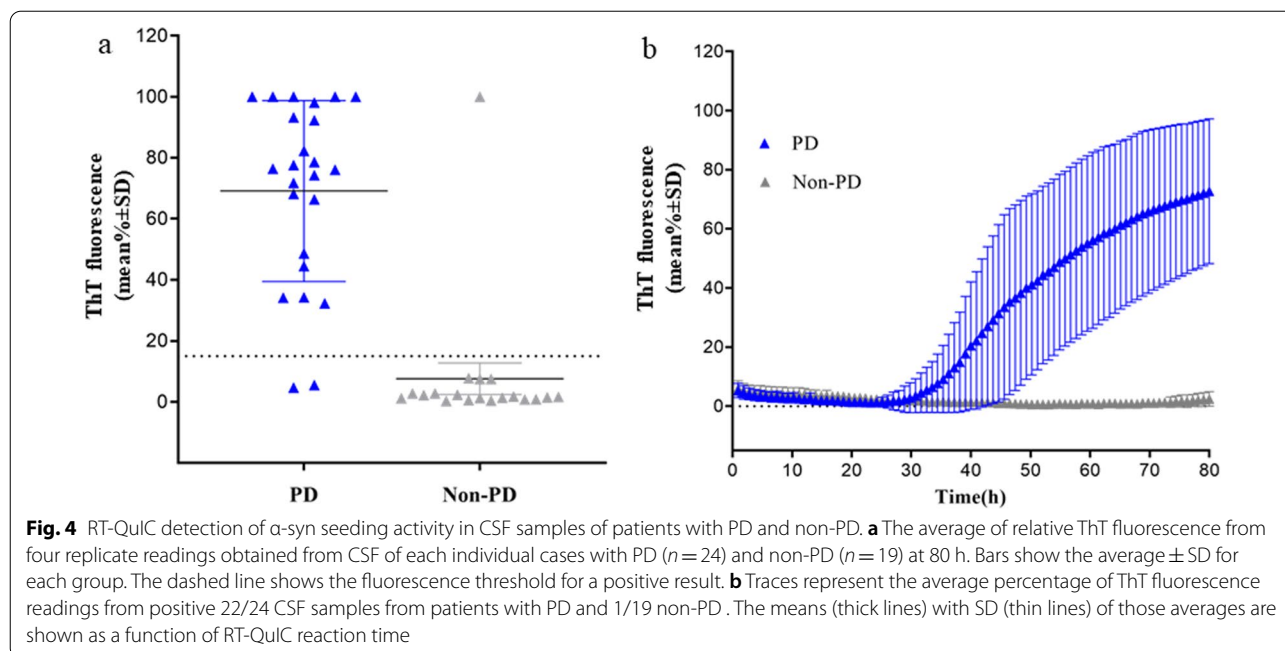 a
120
100
80
60
40
20
0
ThT fluorescence
(mean%±SD)
PD Non-PD
b
120
100
80
60
40
20
0
ThT fluorescence
(mean%±SD)
PD
Non-PD
0 10 20 30 40 50 60 70 80
Time(h)
Fig. 4 RT-QuIC detection of α-syn seeding activity in CSF samples of patients with PD and non-PD. a The average of relative ThT fluorescence from
four replicate readings obtained from CSF of each individual cases with PD (n = 24) and non-PD (n = 19) at 80 h. Bars show the average ± SD for
each group. The dashed line shows the fluorescence threshold for a positive result. b Traces represent the average percentage of ThT fluorescence
readings from positive 22/24 CSF samples from patients with PD and 1/19 non-PD . The means (thick lines) with SD (thin lines) of those averages are
shown as a function of RT-QuIC reaction time